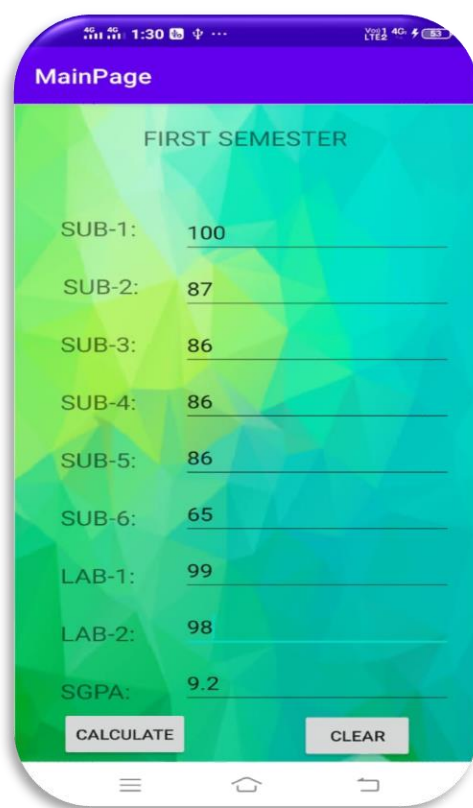 1:30
53
MainPage
FIRST SEMESTER
SUB-1: 100
SUB-2: 87
SUB-3: 86
SUB-4: 86
SUB-5: 86
SUB-6: 65
LAB-1: 99
LAB-2: 98
SGPA: 9.2
CALCULATE CLEAR